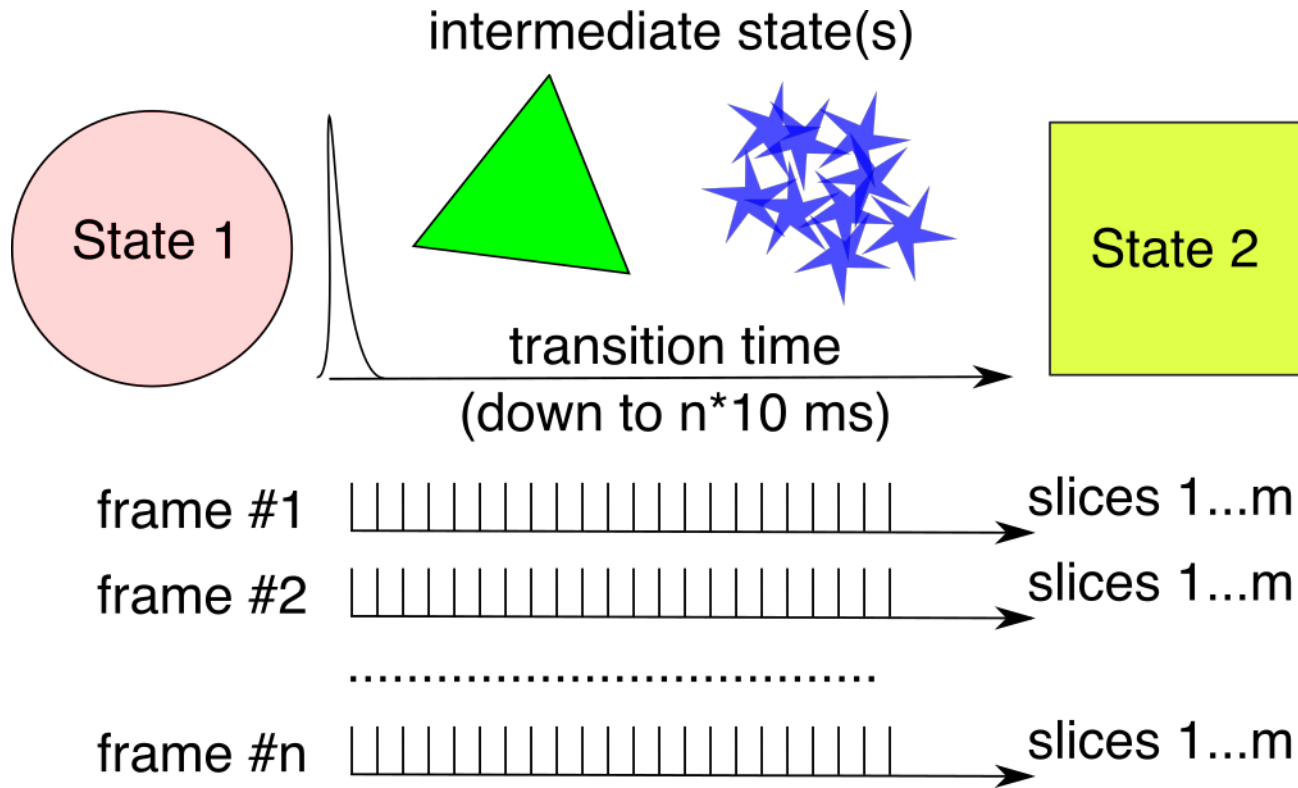 intermediate state(s)
State 1
State 2
transition time
(down to n*10 ms)
frame #1
slices 1...m
frame #2
slices 1...m
frame #n
slices 1...m